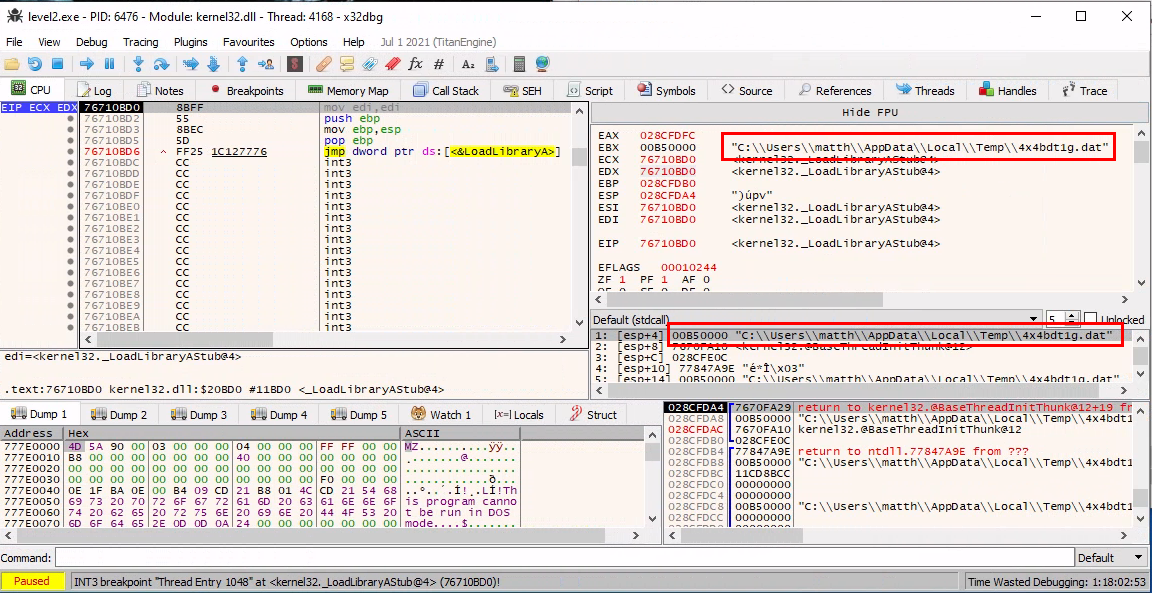 level2.exe - PID: 6476 - Module: kernel32.dll - Thread: 4168 - x32dbg
File View Debug Tracing Plugins Favourites Options Help Jul 1 2021 (TitanEngine)
CPU Log Notes Breakpoints Memory Map Call Stack SEH Script Symbols Source References Threads Handles Trace
EIP ECX EDX 76710BD0 8BFF mov edi,edi
76710BD2 55 push ebp
76710BD3 8BEC mov ebp,esp
76710BD5 5D pop ebp
76710BD6 FF25 1C127776 jmp dword ptr ds:[<&LoadLibraryA>]
76710BDC CC int3
76710BDD CC int3
76710BDE CC int3
76710BDF CC int3
76710BE0 CC int3
76710BE1 CC int3
76710BE2 CC int3
76710BE3 CC int3
76710BE4 CC int3
76710BE5 CC int3
76710BE6 CC int3
76710BE7 CC int3
76710BE8 CC int3
76710BE9 CC int3
76710BEA CC int3
76710BEB CC int3
Hide FPU
EAX 028CFDFC
EBX 00B50000 "C:\\Users\\matth\\AppData\\Local\\Temp\\4x4bdt1g.dat"
ECX 76710BD0 <kernel32._LoadLibraryAStub@4>
EDX 76710BD0 <kernel32._LoadLibraryAStub@4>
EBP 028CFDB0
ESP 028CFDA4 ")úpv"
ESI 76710BD0 <kernel32._LoadLibraryAStub@4>
EDI 76710BD0 <kernel32._LoadLibraryAStub@4>
EIP 76710BD0 <kernel32._LoadLibraryAStub@4>
EFLAGS 00010244
ZF 1 PF 1 AF 0
Default (stdcall) 5 Unlocked
1: [esp+4] 00B50000 "C:\\Users\\matth\\AppData\\Local\\Temp\\4x4bdt1g.dat"
2: [esp+8] 7670FA10 <kernel32.@BaseThreadInitThunk@12>
3: [esp+C] 028CFE0C
4: [esp+10] 77847A9E "é*Ì\x03"
5: [esp+14] 00B50000 "C:\\Users\\matth\\AppData\\Local\\Temp\\4x4bdt1g.dat"
edi=<kernel32._LoadLibraryAStub@4>
.text:76710BD0 kernel32.dll:$20BD0 #11BD0 <_LoadLibraryAStub@4>
Dump 1 Dump 2 Dump 3 Dump 4 Dump 5 Watch 1 Locals Struct
Address Hex ASCII
777E0000 4D 5A 90 00 03 00 00 00 04 00 00 00 FF FF 00 00 MZ..........ÿÿ..
777E0010 B8 00 00 00 00 00 00 00 40 00 00 00 00 00 00 00 ........@.......
777E0020 00 00 00 00 00 00 00 00 00 00 00 00 00 00 00 00 ................
777E0030 00 00 00 00 00 00 00 00 00 00 00 00 F0 00 00 00 ............ð...
777E0040 0E 1F BA 0E 00 B4 09 CD 21 B8 01 4C CD 21 54 68 ..º..´.Í!¸.LÍ!Th
777E0050 69 73 20 70 72 6F 67 72 61 6D 20 63 61 6E 6E 6F is program canno
777E0060 74 20 62 65 20 72 75 6E 20 69 6E 20 44 4F 53 20 t be run in DOS
777E0070 6D 6F 64 65 2E 0D 0D 0A 24 00 00 00 00 00 00 00 mode....$.......
028CFDA4 7670FA29 return to kernel32.@BaseThreadInitThunk@12+19 fr
028CFDA8 00B50000 "C:\\Users\\matth\\AppData\\Local\\Temp\\4x4bdt1
028CFDAC 7670FA10 kernel32.@BaseThreadInitThunk@12
028CFDB0 028CFE0C
028CFDB4 77847A9E return to ntdll.77847A9E from ???
028CFDB8 00B50000 "C:\\Users\\matth\\AppData\\Local\\Temp\\4x4bdt1
028CFDBC 111CD8CC
028CFDC0 00000000
028CFDC4 00000000
028CFDC8 00B50000 "C:\\Users\\matth\\AppData\\Local\\Temp\\4x4bdt1
028CFDCC 00000000
Command: Default
Paused INT3 breakpoint "Thread Entry 1048" at <kernel32._LoadLibraryAStub@4> (76710BD0)! Time Wasted Debugging: 1:18:02:53